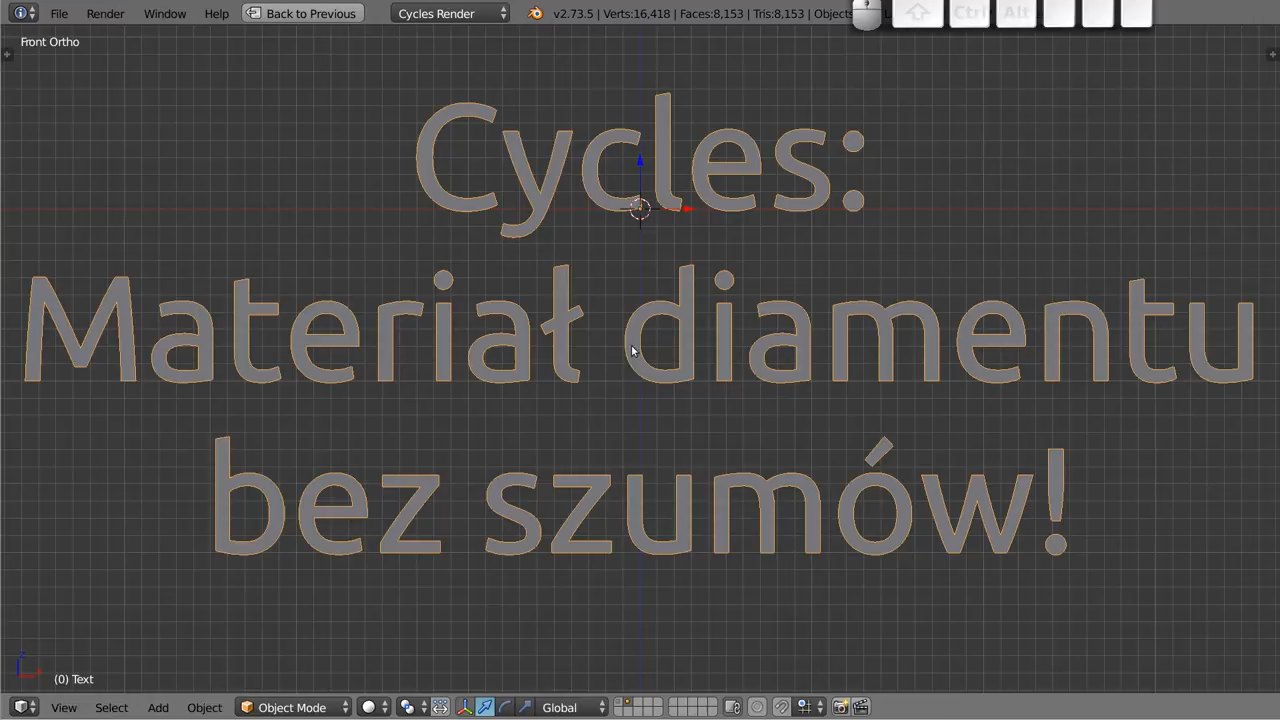 File Render Window Help Back to Previous Cycles Render v2.73.5 | Verts:16,418 | Faces:8,153 | Tris:8,153 | Objects: Ctrl Alt
Front Ortho
Cycles:
Materiał diamentu
bez szumów!
(0) Text
View Select Add Object Object Mode Global